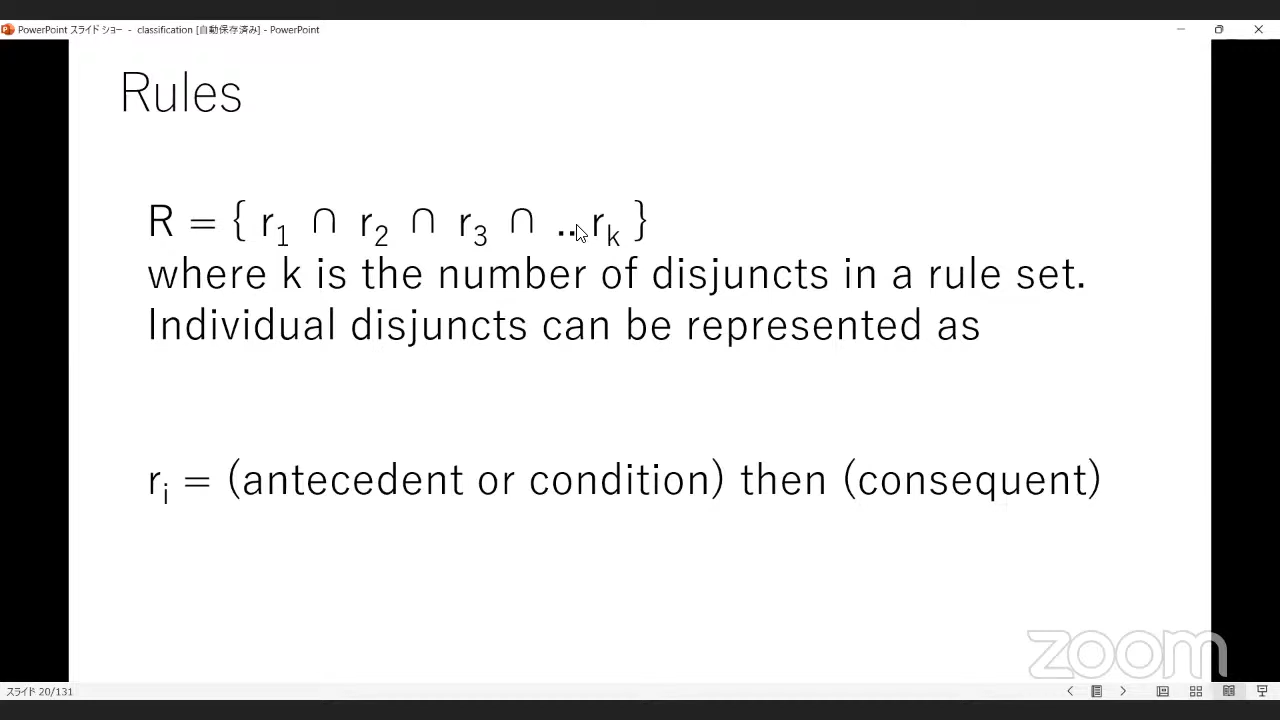 PowerPoint スライド ショー - classification [自動保存済み] - PowerPoint
Rules
R = { r1 ∩ r2 ∩ r3 ∩ ..rk }
where k is the number of disjuncts in a rule set.
Individual disjuncts can be represented as
ri = (antecedent or condition) then (consequent)
zoom
スライド 20/131